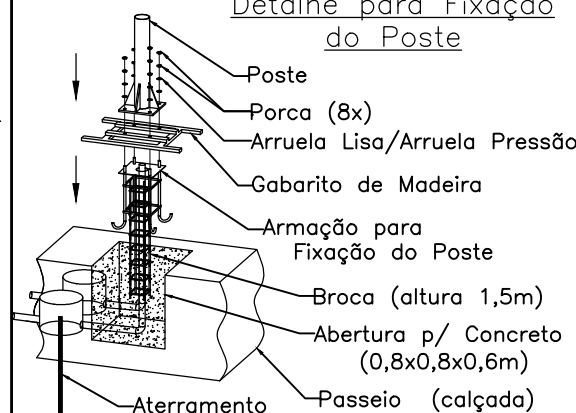 Detalhe para Fixação
do Poste
Poste
Porca (8x)
Arruela Lisa/Arruela Pressão
Gabarito de Madeira
Armação para
Fixação do Poste
Broca (altura 1,5m)
Abertura p/ Concreto
(0,8x0,8x0,6m)
Passeio (calçada)
Aterramento